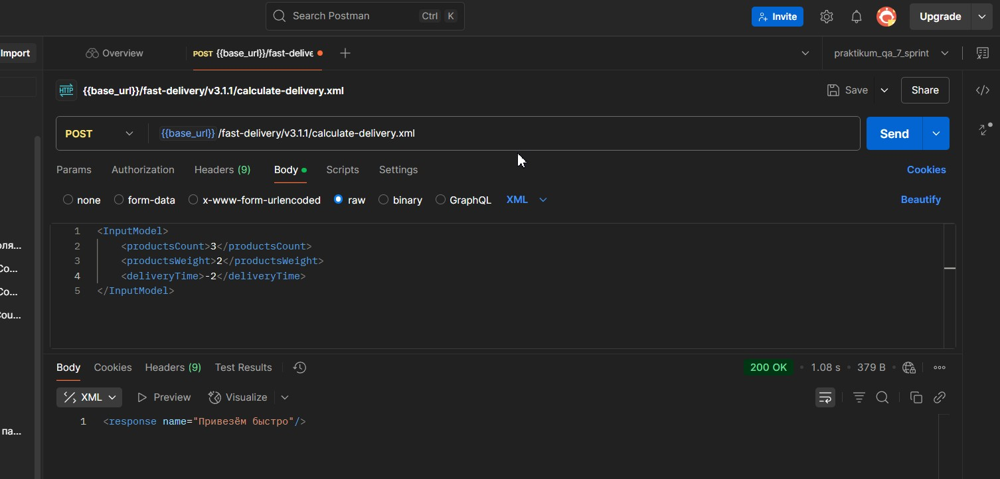 Search Postman Ctrl K Invite Upgrade
Import Overview POST {{base_url}}/fast-delive praktikum_qa_7_sprint
HTTP {{base_url}}/fast-delivery/v3.1.1/calculate-delivery.xml Save Share
POST {{base_url}} /fast-delivery/v3.1.1/calculate-delivery.xml Send
Params Authorization Headers (9) Body Scripts Settings Cookies
none form-data x-www-form-urlencoded raw binary GraphQL XML Beautify
1 <InputModel>
2 <productsCount>3</productsCount>
3 <productsWeight>2</productsWeight>
4 <deliveryTime>-2</deliveryTime>
5 </InputModel>
оля...
Co...
Co...
Cou...
Body Cookies Headers (9) Test Results 200 OK • 1.08 s • 379 B •
XML Preview Visualize
1 <response name="Привезём быстро"/>
па...